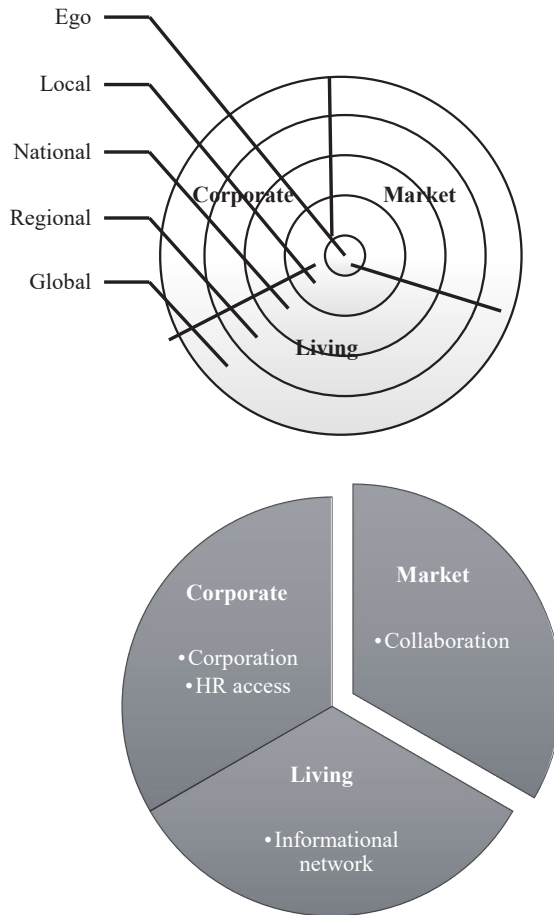 Ego
Local
National
Regional
Global
Corporate
Market
Living
Corporate
• Corporation
• HR access
Market
• Collaboration
Living
• Informational
network